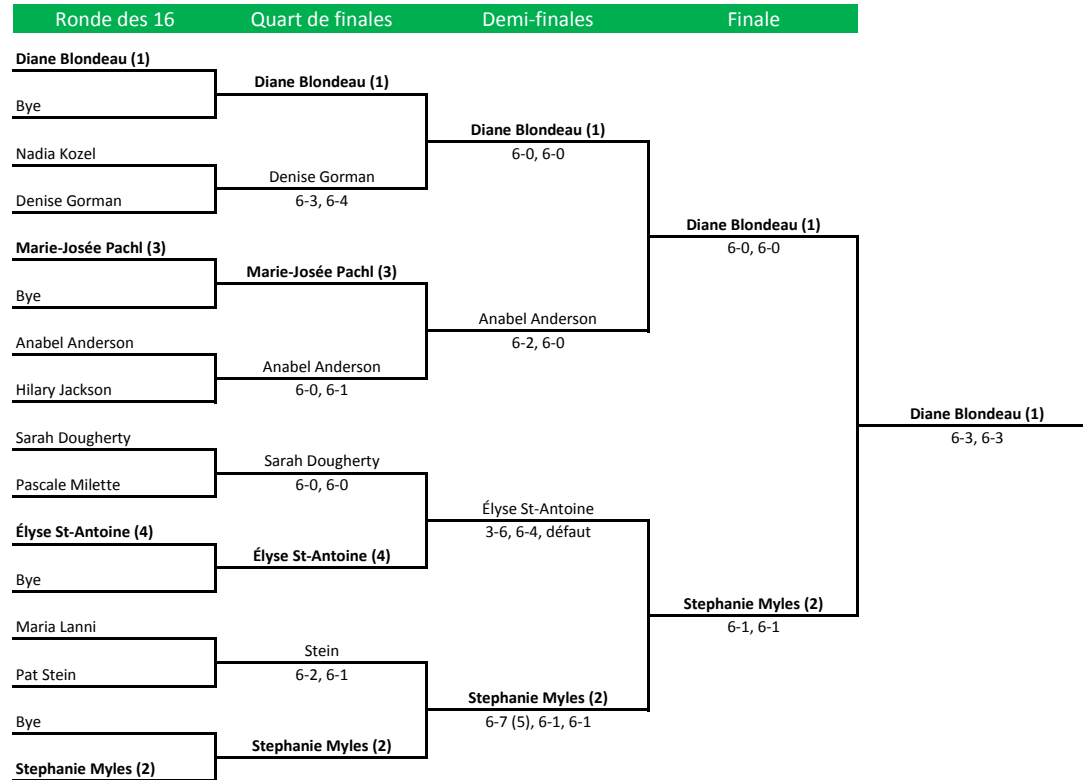 Ronde des 16 Quart de finales Demi-finales Finale
Diane Blondeau (1)
Bye
Nadia Kozel
Denise Gorman
Marie-Josée Pachl (3)
Bye
Anabel Anderson
Hilary Jackson
Sarah Dougherty
Pascale Milette
Élyse St-Antoine (4)
Bye
Maria Lanni
Pat Stein
Bye
Stephanie Myles (2)
Diane Blondeau (1)
Denise Gorman
6-3, 6-4
Marie-Josée Pachl (3)
Anabel Anderson
6-0, 6-1
Sarah Dougherty
6-0, 6-0
Élyse St-Antoine (4)
Stein
6-2, 6-1
Stephanie Myles (2)
Diane Blondeau (1)
6-0, 6-0
Anabel Anderson
6-2, 6-0
Élyse St-Antoine
3-6, 6-4, défaut
Stephanie Myles (2)
6-7 (5), 6-1, 6-1
Diane Blondeau (1)
6-0, 6-0
Stephanie Myles (2)
6-1, 6-1
Diane Blondeau (1)
6-3, 6-3